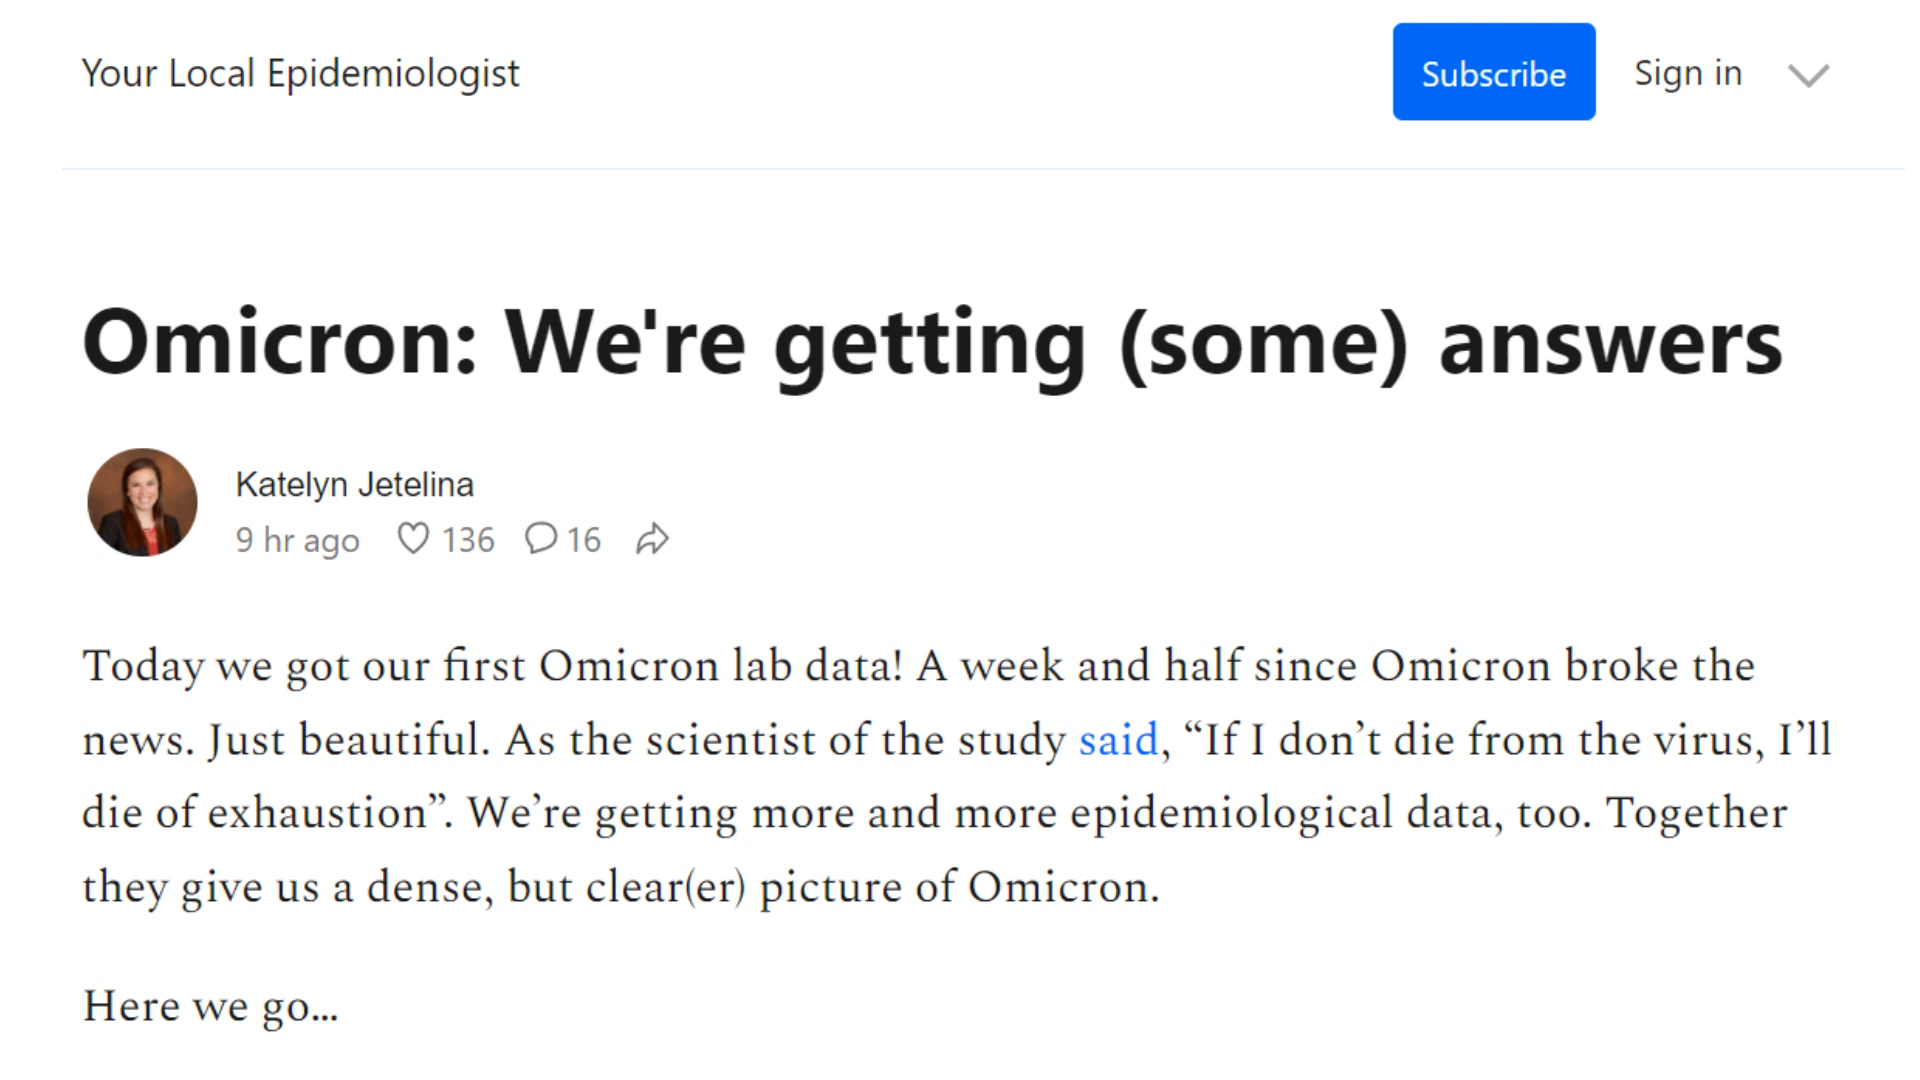 Your Local Epidemiologist
Subscribe
Sign in
Omicron: We're getting (some) answers
Katelyn Jetelina
9 hr ago 136 16
Today we got our first Omicron lab data! A week and half since Omicron broke the
news. Just beautiful. As the scientist of the study said, “If I don’t die from the virus, I’ll
die of exhaustion”. We’re getting more and more epidemiological data, too. Together
they give us a dense, but clear(er) picture of Omicron.
Here we go…